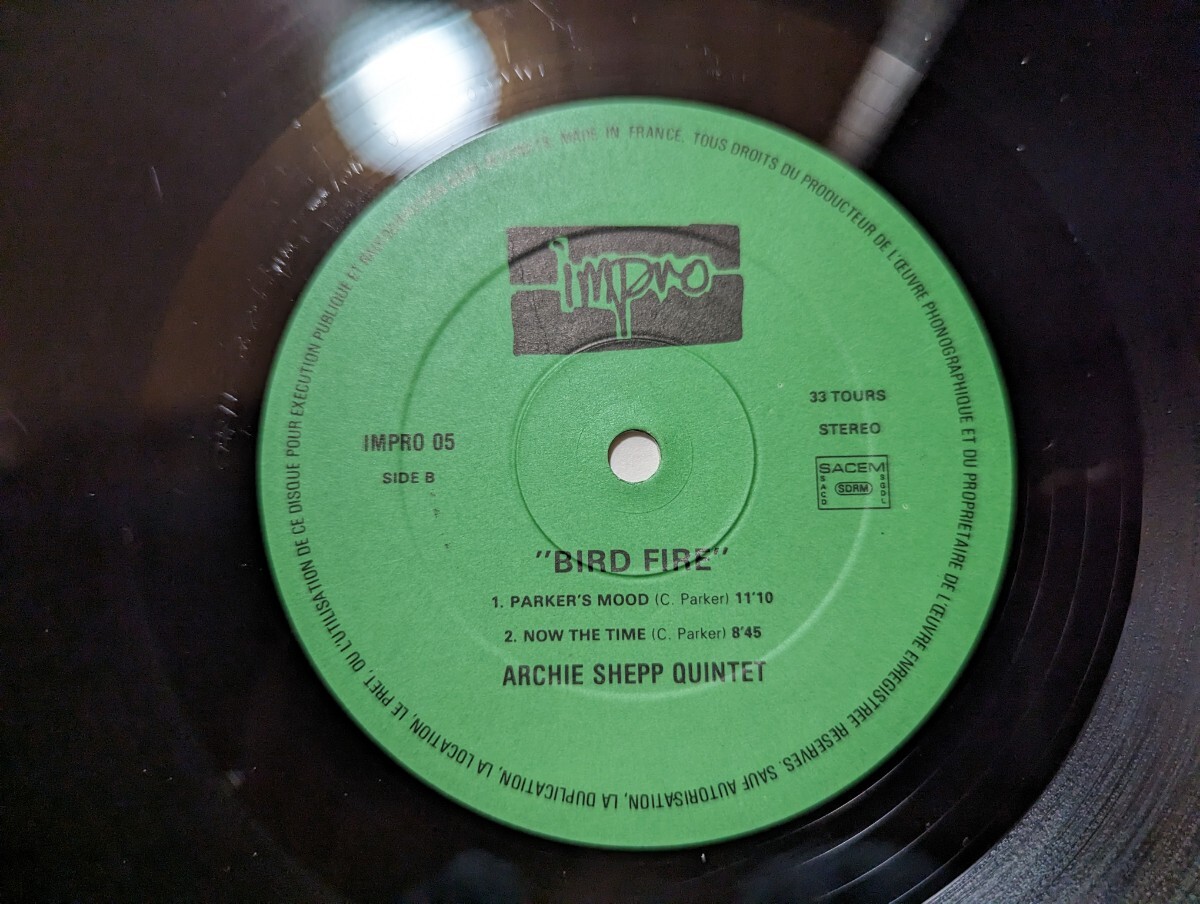 impro
33 TOURS
STEREO
SACEM
SACD
SDRM
SGDL
IMPRO 05
SIDE B
"BIRD FIRE"
1. PARKER'S MOOD (C. Parker) 11'10
2. NOW THE TIME (C. Parker) 8'45
ARCHIE SHEPP QUINTET
MADE IN FRANCE. TOUS DROITS DU PRODUCTEUR DE L'ŒUVRE PHONOGRAPHIQUE ET DU PROPRIETAIRE DE L'ŒUVRE ENREGISTREE RESERVES. SAUF AUTORISATION, LA DUPLICATION, LA LOCATION, LE PRET, OU L'UTILISATION DE CE DISQUE POUR EXECUTION PUBLIQUE ET